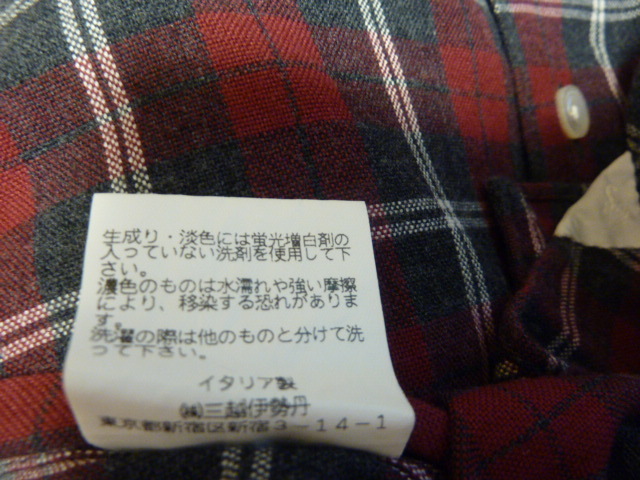 生成り・淡色には蛍光増白剤の
入っていない洗剤を使用して下
さい。
濃色のものは水濡れや強い摩擦
により、移染する恐れがありま
す。
洗濯の際は他のものと分けて洗
って下さい。
イタリア製
㈱三越伊勢丹
東京都新宿区新宿3-14-1